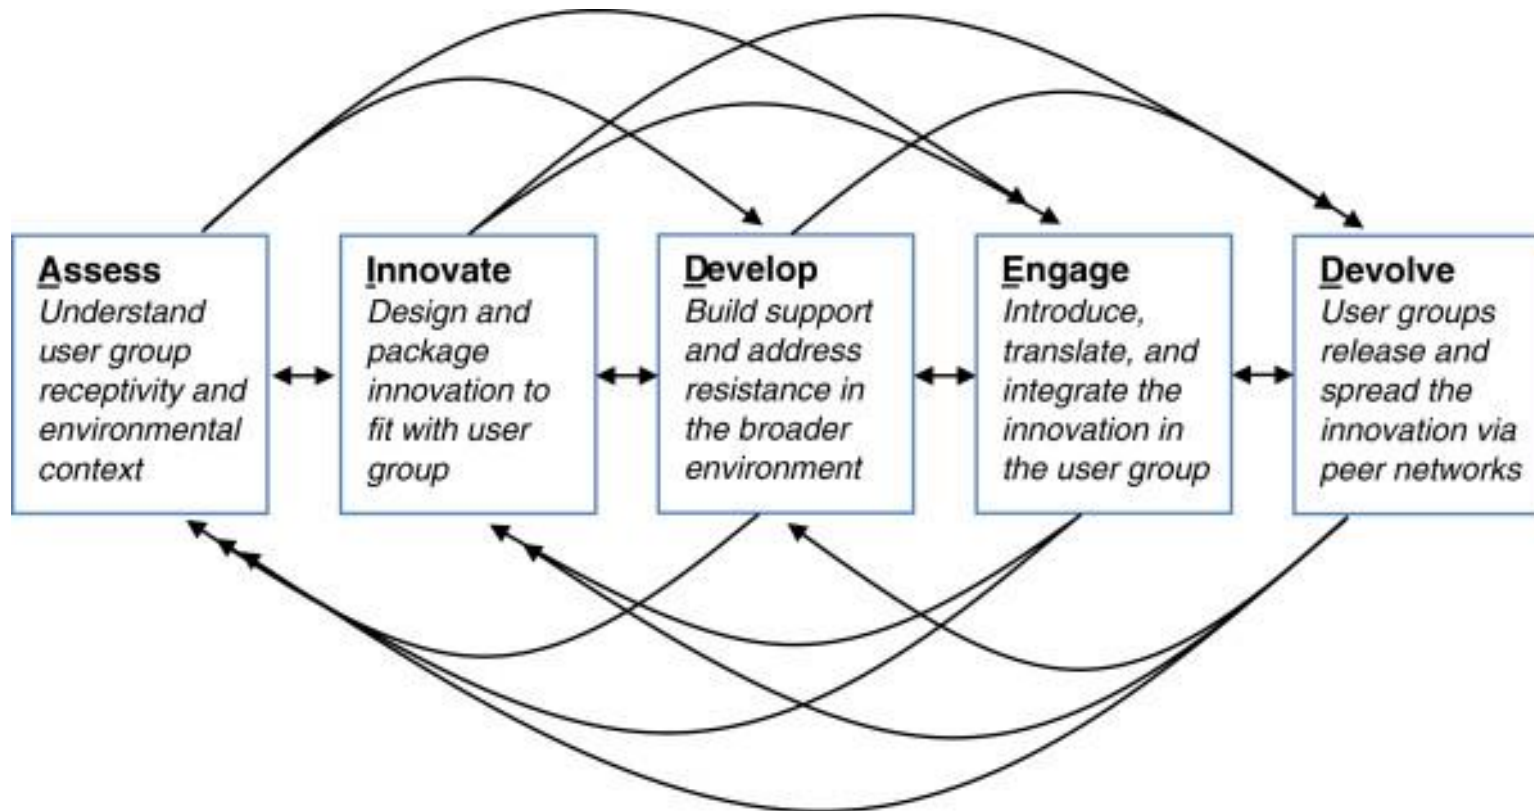 Assess
Understand
user group
receptivity and
environmental
context
Innovate
Design and
package
innovation to
fit with user
group
Develop
Build support
and address
resistance in
the broader
environment
Engage
Introduce,
translate, and
integrate the
innovation in
the user group
Devolve
User groups
release and
spread the
innovation via
peer networks